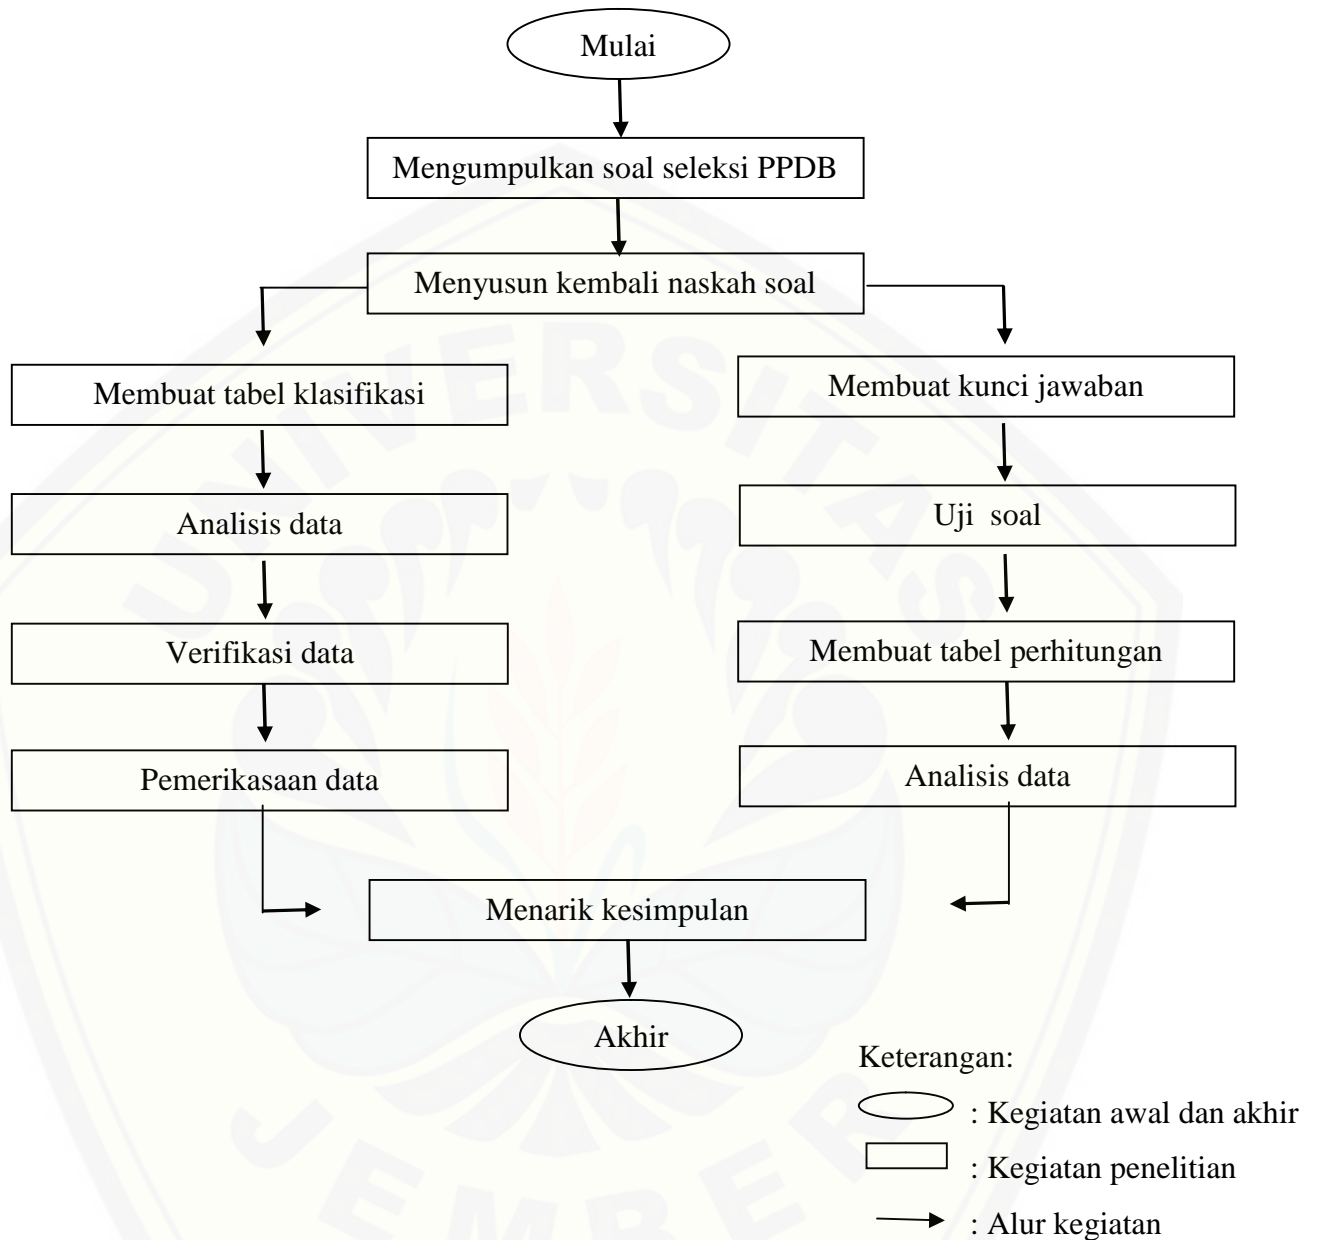 Mulai
Mengumpulkan soal seleksi PPDB
Menyusun kembali naskah soal
Membuat tabel klasifikasi
Membuat kunci jawaban
Analisis data
Uji soal
Verifikasi data
Membuat tabel perhitungan
Pemerikasaan data
Analisis data
Menarik kesimpulan
Akhir
Keterangan:
: Kegiatan awal dan akhir
: Kegiatan penelitian
: Alur kegiatan
UNIVERSITAS
JEMBER